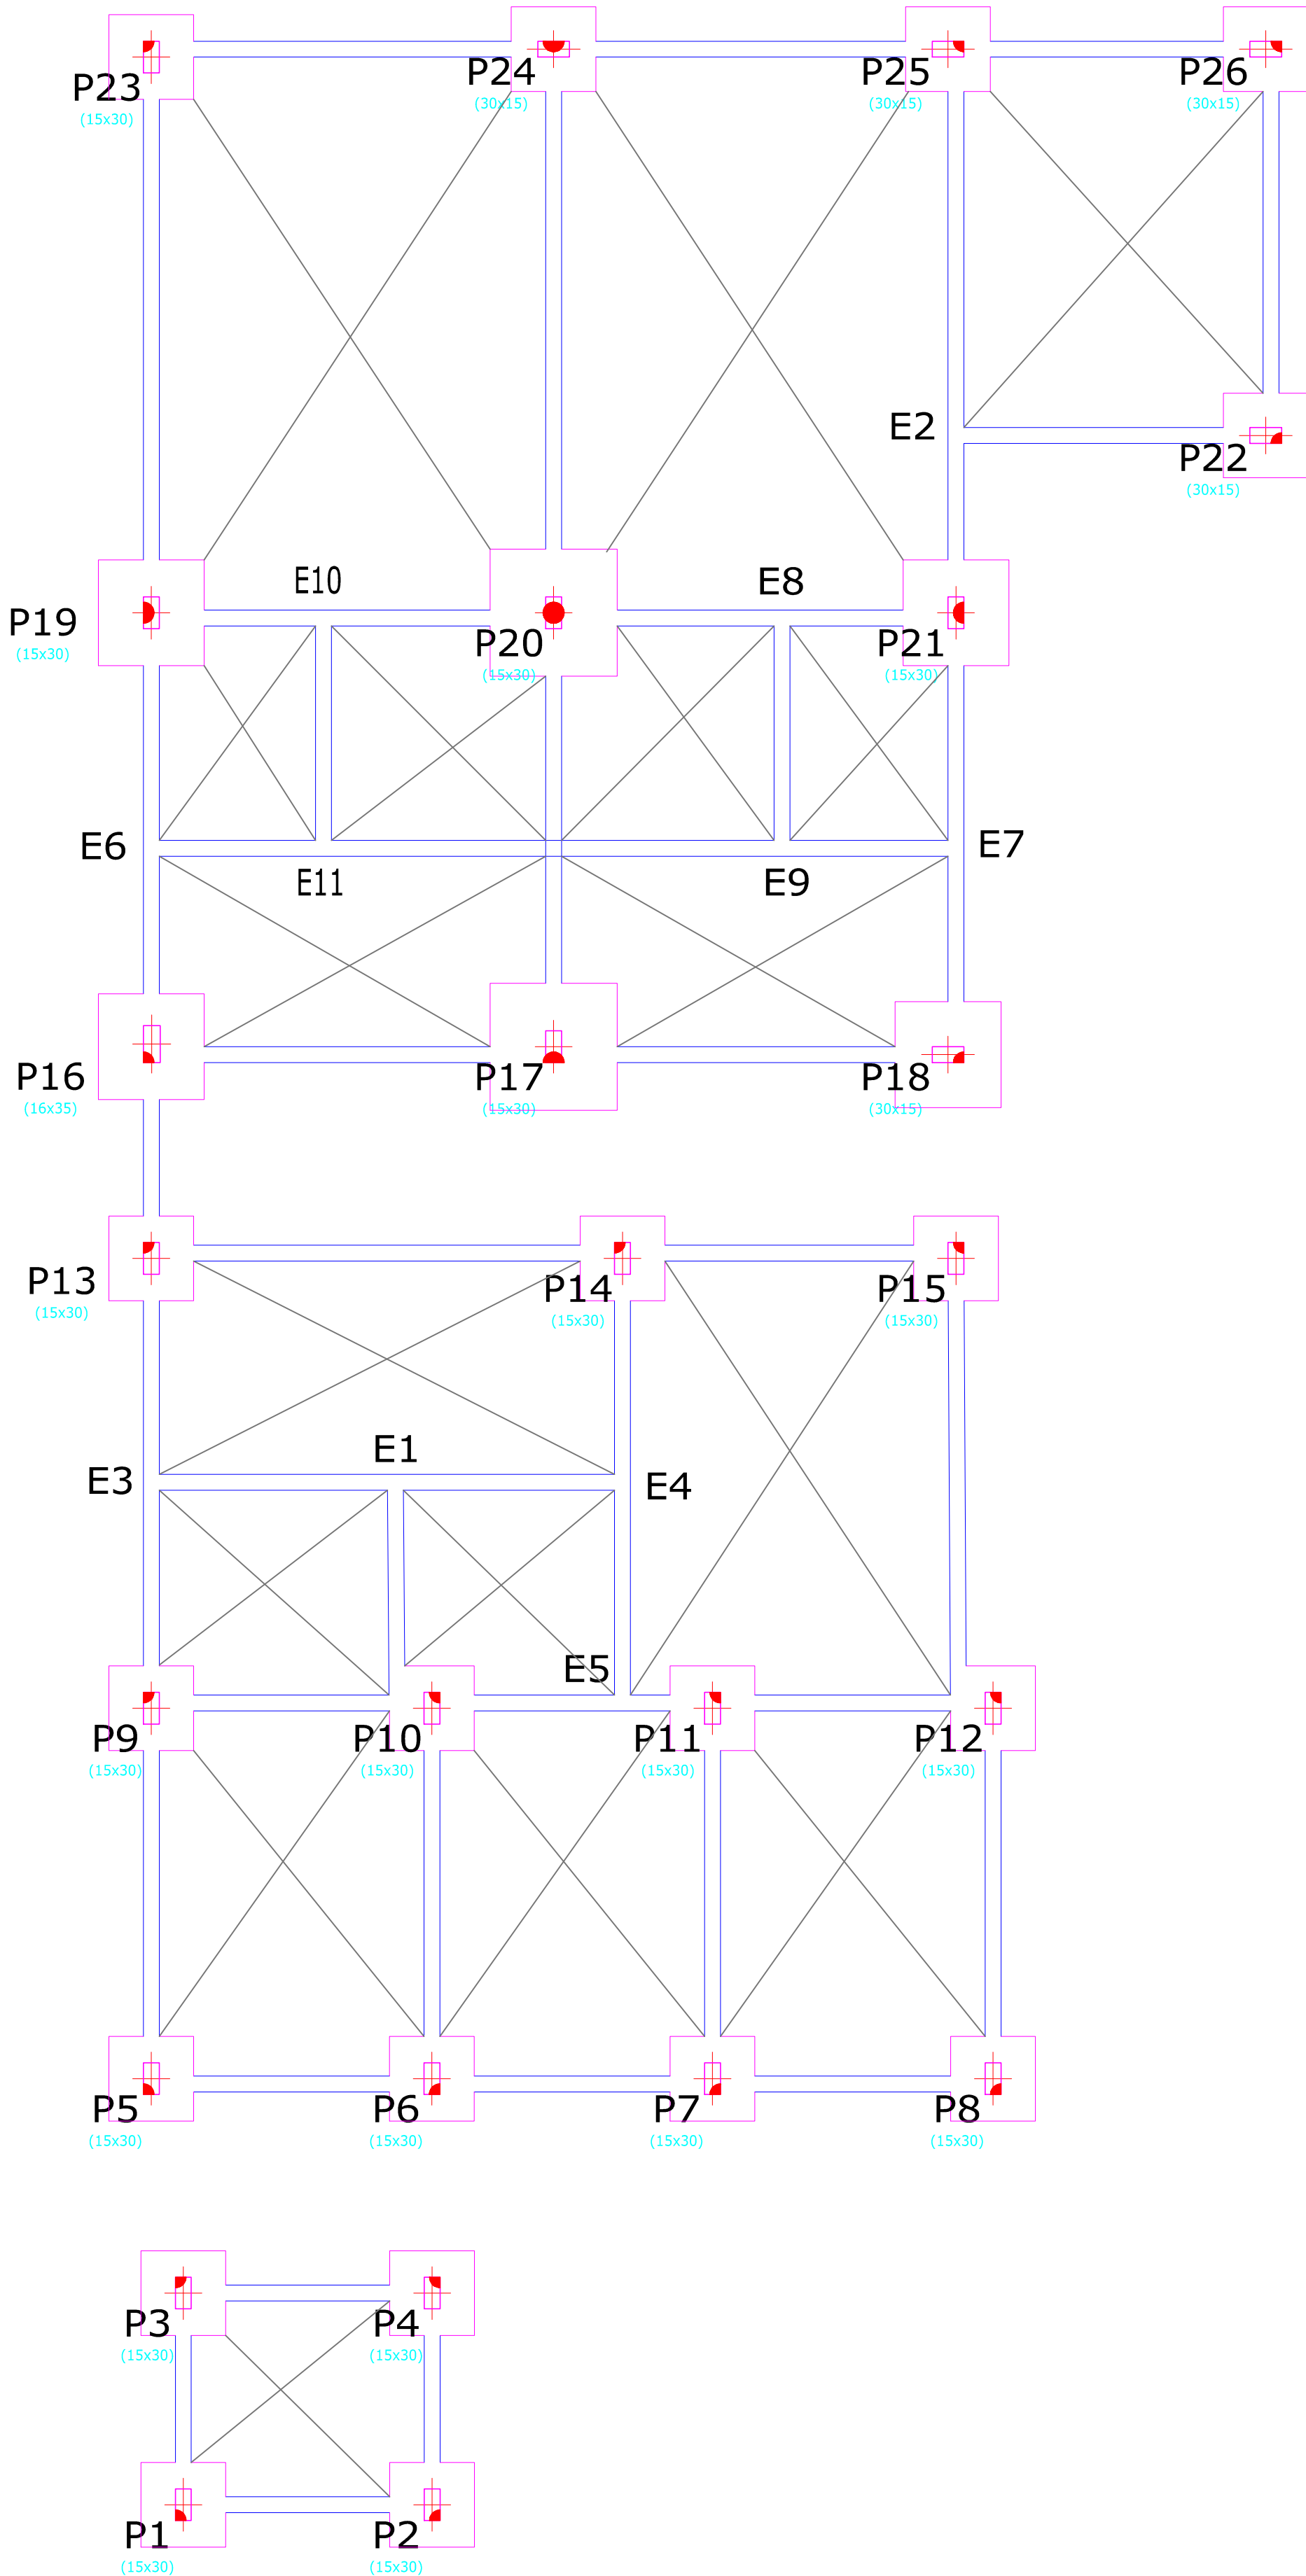 P23
(15x30)
P24
(30x15)
P25
(30x15)
P26
(30x15)
E2
P22
(30x15)
E10
E8
P19
(15x30)
P20
(15x30)
P21
(15x30)
E6
E7
E11
E9
P16
(16x35)
P17
(15x30)
P18
(30x15)
P13
(15x30)
P14
(15x30)
P15
(15x30)
E1
E3
E4
E5
P9
(15x30)
P10
(15x30)
P11
(15x30)
P12
(15x30)
P5
(15x30)
P6
(15x30)
P7
(15x30)
P8
(15x30)
P3
(15x30)
P4
(15x30)
P1
(15x30)
P2
(15x30)